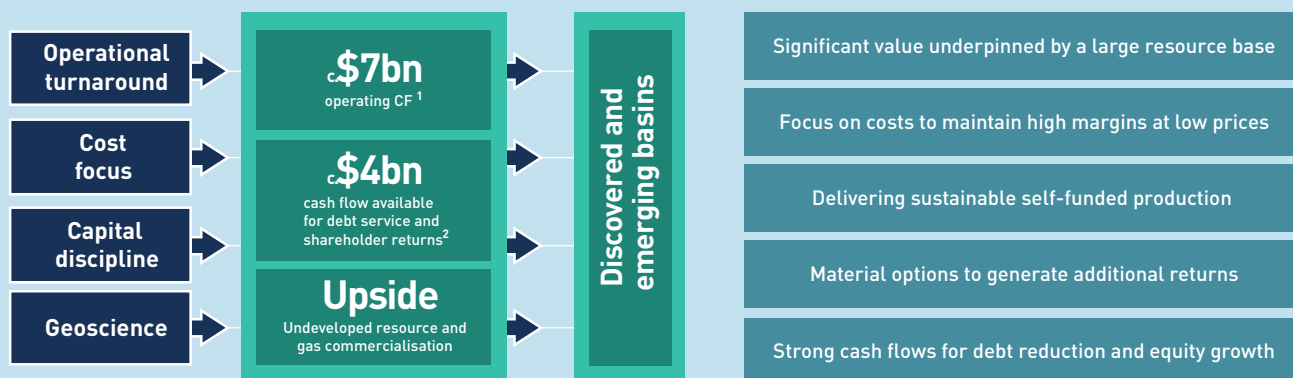 Operational
turnaround
Cost
focus
Capital
discipline
Geoscience
c.$7bn
operating CF 1
c.$4bn
cash flow available
for debt service and
shareholder returns2
Upside
Undeveloped resource and
gas commercialisation
Discovered and
emerging basins
Significant value underpinned by a large resource base
Focus on costs to maintain high margins at low prices
Delivering sustainable self-funded production
Material options to generate additional returns
Strong cash flows for debt reduction and equity growth